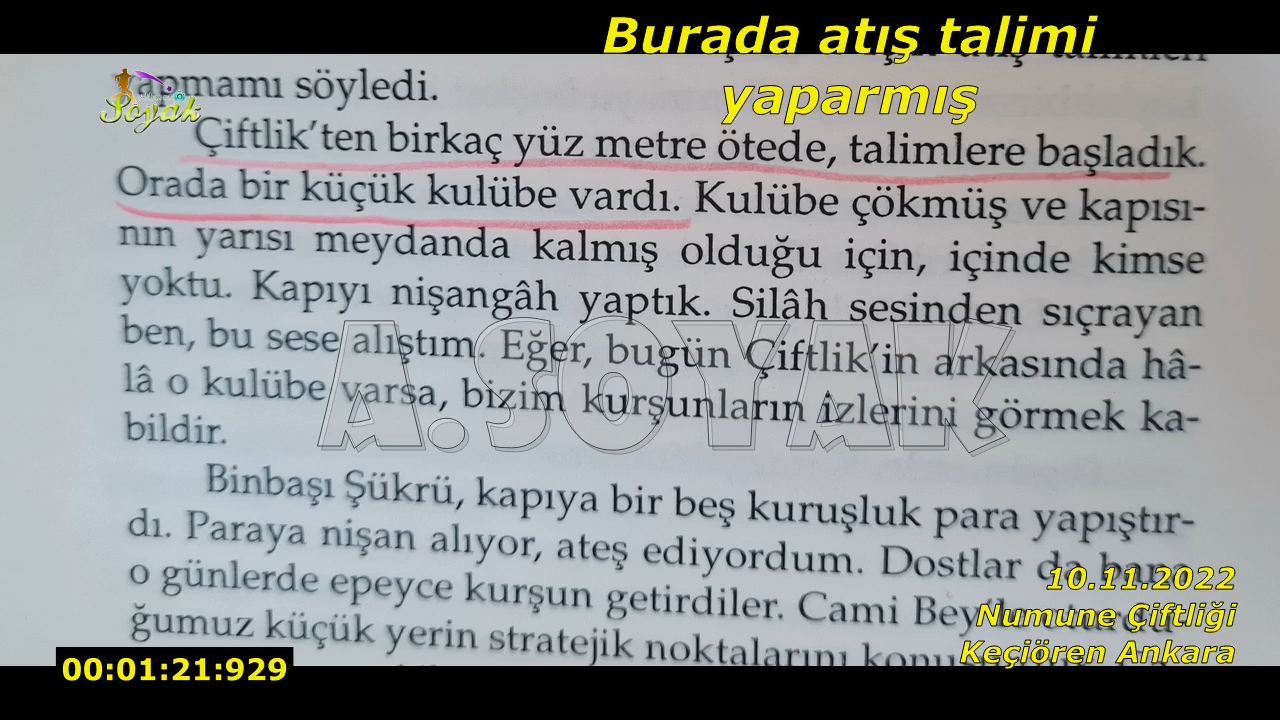 Burada atış talimi
yaparmış
Soyak
yapmamı söyledi.
Çiftlik'ten birkaç yüz metre ötede, talimlere başladık.
Orada bir küçük kulübe vardı. Kulübe çökmüş ve kapısı-
nın yarısı meydanda kalmış olduğu için, içinde kimse
yoktu. Kapıyı nişangâh yaptık. Silâh sesinden sıçrayan
ben, bu sese alıştım. Eğer, bugün Çiftlik'in arkasında hâ-
lâ o kulübe varsa, bizim kurşunların izlerini görmek ka-
bildir.
A.SOYAK
Binbaşı Şükrü, kapıya bir beş kuruşluk para yapıştır-
dı. Paraya nişan alıyor, ateş ediyordum. Dostlar da
o günlerde epeyce kurşun getirdiler. Cami Bey'le
ğumuz küçük yerin stratejik noktalarını
10.11.2022
Numune Çiftliği
Keçiören Ankara
00:01:21:929